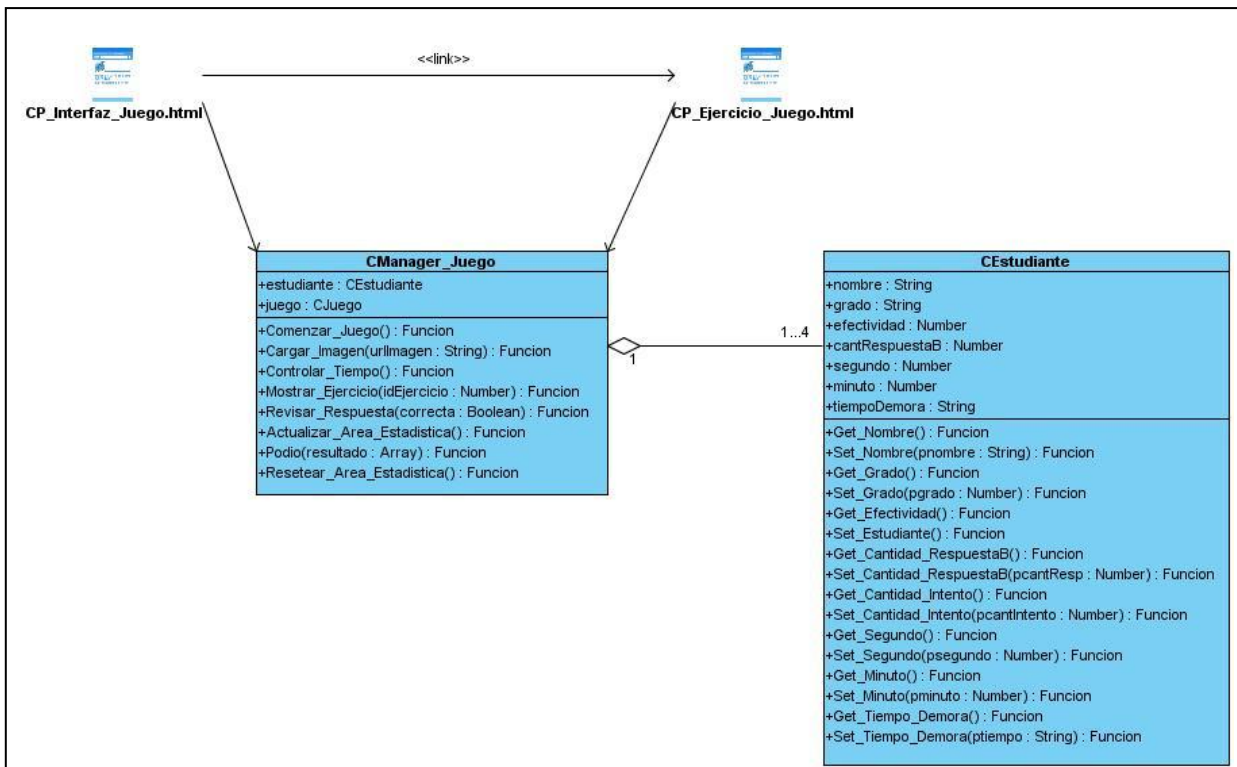 <<link>>
CP_Interfaz_Juego.html
CP_Ejercicio_Juego.html
CManager_Juego
+estudiante : CEstudiante
+juego : CJuego
+Comenzar_Juego() : Funcion
+Cargar_Imagen(urlImagen : String) : Funcion
+Controlar_Tiempo() : Funcion
+Mostrar_Ejercicio(idEjercicio : Number) : Funcion
+Revisar_Respuesta(correcta : Boolean) : Funcion
+Actualizar_Area_Estadistica() : Funcion
+Podio(resultado : Array) : Funcion
+Resetear_Area_Estadistica() : Funcion
1
1...4
CEstudiante
+nombre : String
+grado : String
+efectividad : Number
+cantRespuestaB : Number
+segundo : Number
+minuto : Number
+tiempoDemora : String
+Get_Nombre() : Funcion
+Set_Nombre(pnombre : String) : Funcion
+Get_Grado() : Funcion
+Set_Grado(pgrado : Number) : Funcion
+Get_Efectividad() : Funcion
+Set_Estudiante() : Funcion
+Get_Cantidad_RespuestaB() : Funcion
+Set_Cantidad_RespuestaB(pcantResp : Number) : Funcion
+Get_Cantidad_Intento() : Funcion
+Set_Cantidad_Intento(pcantIntento : Number) : Funcion
+Get_Segundo() : Funcion
+Set_Segundo(psegundo : Number) : Funcion
+Get_Minuto() : Funcion
+Set_Minuto(pminuto : Number) : Funcion
+Get_Tiempo_Demora() : Funcion
+Set_Tiempo_Demora(ptiempo : String) : Funcion